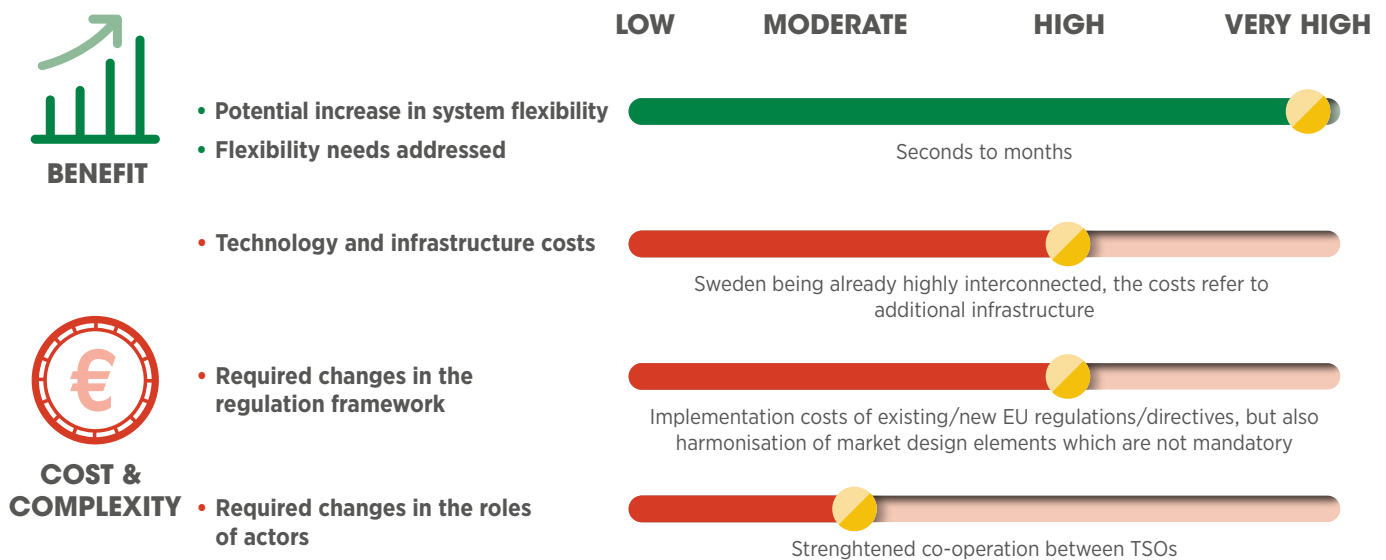 LOW MODERATE HIGH VERY HIGH
BENEFIT
• Potential increase in system flexibility
• Flexibility needs addressed
Seconds to months
• Technology and infrastructure costs
Sweden being already highly interconnected, the costs refer to
additional infrastructure
€
COST &
COMPLEXITY
• Required changes in the
regulation framework
Implementation costs of existing/new EU regulations/directives, but also
harmonisation of market design elements which are not mandatory
• Required changes in the roles
of actors
Strenghtened co-operation between TSOs